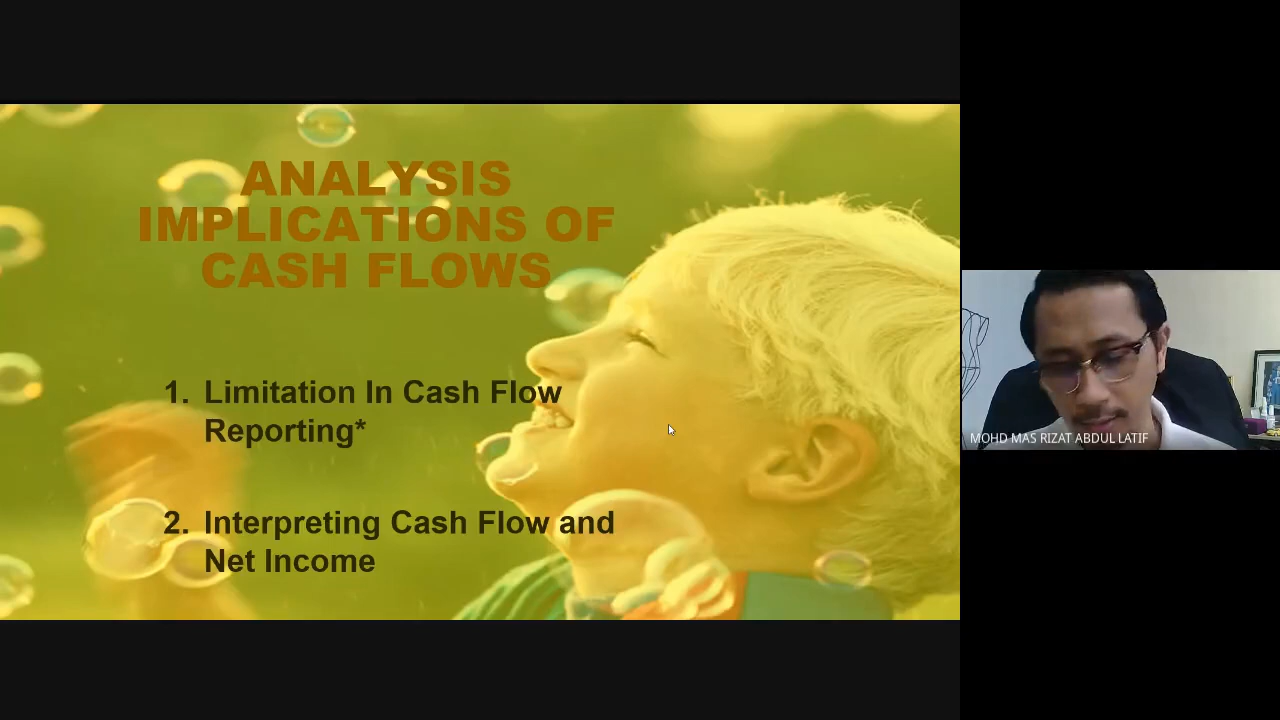 ANALYSIS
IMPLICATIONS OF
CASH FLOWS
1. Limitation In Cash Flow
Reporting*
2. Interpreting Cash Flow and
Net Income
MOHD MAS RIZAT ABDUL LATIF